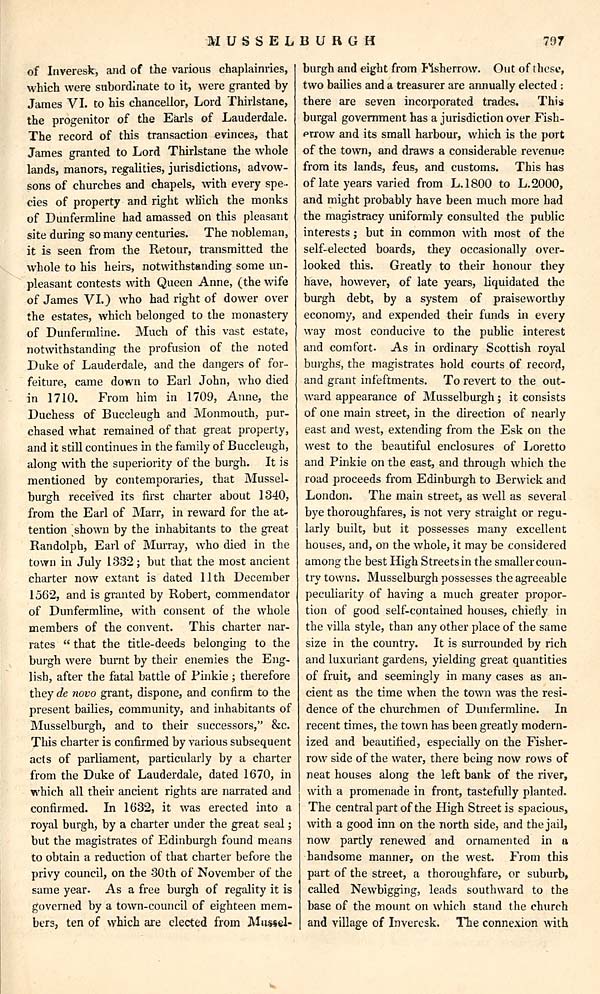 MUSSELBURGH 797
of Inveresk, and of the various chaplainries,
which were subordinate to it, were granted by
James VI. to his chancellor, Lord Thirlstane,
the progenitor of the Earls of Lauderdale.
The record of this transaction evinces, that
James granted to Lord Thirlstane the whole
lands, manors, regalities, jurisdictions, advow-
sons of churches and chapels, with every spe-
cies of property and right which the monks
of Dunfermline had amassed on this pleasant
site during so many centuries. The nobleman,
it is seen from the Retour, transmitted the
whole to his heirs, notwithstanding some un-
pleasant contests with Queen Anne, (the wife
of James VI.) who had right of dower over
the estates, which belonged to the monastery
of Dunfermline. Much of this vast estate,
notwithstanding the profusion of the noted
Duke of Lauderdale, and the dangers of for-
feiture, came down to Earl John, who died
in 1710. From him in 1709, Anne, the
Duchess of Buccleugh and Monmouth, pur-
chased what remained of that great property,
and it still continues in the family of Buccleugh,
along with the superiority of the burgh. It is
mentioned by contemporaries, that Mussel-
burgh received its first charter about 1340,
from the Earl of Marr, in reward for the at-
tention shown by the inhabitants to the great
Randolph, Earl of Murray, who died in the
town in July 1332; but that the most ancient
charter now extant is dated 11th December
1562, and is granted by Robert, commendator
of Dunfermline, with consent of the whole
members of the convent. This charter nar-
rates “ that the title-deeds belonging to the
burgh were burnt by their enemies the Eng-
lish, after the fatal battle of Pinkie; therefore
they de novo grant, dispone, and confirm to the
present bailies, community, and inhabitants of
Musselburgh, and to their successors,” &c.
This charter is confirmed by various subsequent
acts of parliament, particularly by a charter
from the Duke of Lauderdale, dated 1670, in
which all their ancient rights are narrated and
confirmed. In 1632, it was erected into a
royal burgh, by a charter under the great seal;
but the magistrates of Edinburgh found means
to obtain a reduction of that charter before the
privy council, on the 30th of November of the
same year. As a free burgh of regality it is
governed by a town-council of eighteen mem-
bers, ten of which are elected from Mussel-
burgh and eight from Fisherrow. Out of these,
two bailies and a treasurer are annually elected:
there are seven incorporated trades. This
burgal government has a jurisdiction over Fish-
errow and its small harbour, which is the port
of the town, and draws a considerable revenue
from its lands, feus, and customs. This has
of late years varied from L.1800 to L.2000,
and might probably have been much more had
the magistracy uniformly consulted the public
interests; but in common with most of the
self-elected boards, they occasionally over-
looked this. Greatly to their honour they
have, however, of late years, liquidated the
burgh debt, by a system of praiseworthy
economy, and expended their funds in every
way most conducive to the public interest
and comfort. As in ordinary Scottish royal
burghs, the magistrates hold courts of record,
and grant infeftments. To revert to the out-
ward appearance of Musselburgh; it consists
of one main street, in the direction of nearly
east and west, extending from the Esk on the
west to the beautiful enclosures of Loretto
and Pinkie on the east, and through which the
road proceeds from Edinburgh to Berwick and
London. The main street, as well as several
bye thoroughfares, is not very straight or regu-
larly built, but it possesses many excellent
houses, and, on the whole, it may be considered
among the best High Streets in the smaller coun-
try towns. Musselburgh possesses the agreeable
peculiarity of having a much greater propor-
tion of good self-contained houses, chiefly in
the villa style, than any other place of the same
size in the country. It is surrounded by rich
and luxuriant gardens, yielding great quantities
of fruit, and seemingly in many cases as an-
cient as the time when the town was the resi-
dence of the churchmen of Dunfermline. In
recent times, the town has been greatly modern-
ized and beautified, especially on the Fisher-
row side of the water, there being now rows of
neat houses along the left bank of the river,
with a promenade in front, tastefully planted.
The central part of the High Street is spacious,
with a good inn on the north side, and the jail,
now partly renewed and ornamented in a
handsome manner, on the west. From this
part of the street, a thoroughfare, or suburb,
called Newbigging, leads southward to the
base of the mount on which stand the church
and village of Inveresk. The connexion with